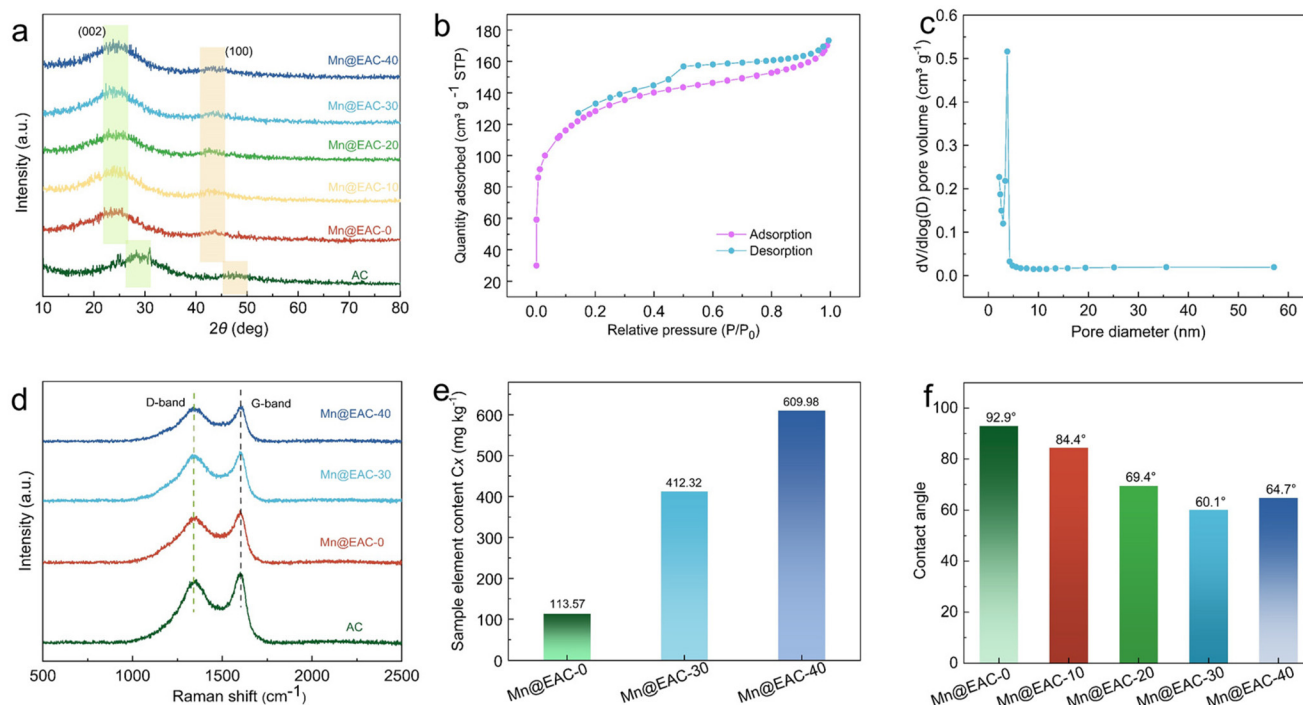 a
(002)
(100)
Mn@EAC-40
Mn@EAC-30
Mn@EAC-20
Mn@EAC-10
Mn@EAC-0
AC
Intensity (a.u.)
10 20 30 40 50 60 70 80
2θ (deg)
b
180
160
140
120
100
80
60
40
20
Quantity adsorbed (cm³ g⁻¹ STP)
Adsorption
Desorption
0.0 0.2 0.4 0.6 0.8 1.0
Relative pressure (P/P₀)
c
0.6
0.5
0.4
0.3
0.2
0.1
0.0
dV/dlog(D) pore volume (cm³ g⁻¹)
0 10 20 30 40 50 60
Pore diameter (nm)
d
D-band
G-band
Mn@EAC-40
Mn@EAC-30
Mn@EAC-0
AC
Intensity (a.u.)
500 1000 1500 2000 2500
Raman shift (cm⁻¹)
e
600
500
400
300
200
100
0
Sample element content Cx (mg kg⁻¹)
113.57
412.32
609.98
Mn@EAC-0 Mn@EAC-30 Mn@EAC-40
f
100
80
60
40
20
0
Contact angle
92.9°
84.4°
69.4°
60.1°
64.7°
Mn@EAC-0 Mn@EAC-10 Mn@EAC-20 Mn@EAC-30 Mn@EAC-40